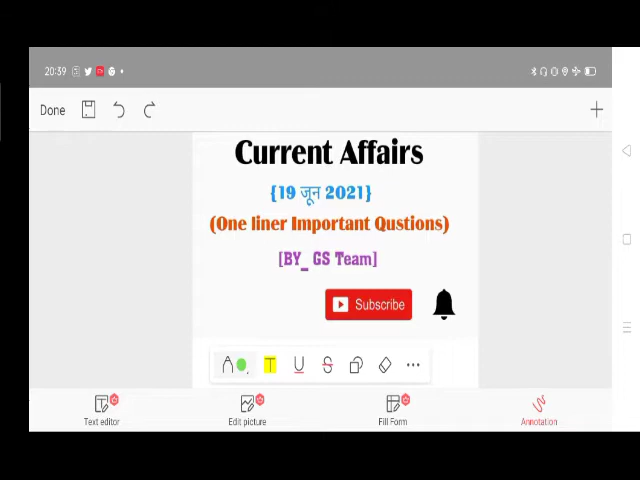 20:39
Done
Current Affairs
{19 जून 2021}
(One liner Important Qustions)
[BY_ GS Team]
Subscribe
T U S
Text editor
Edit picture
Fill Form
Annotation